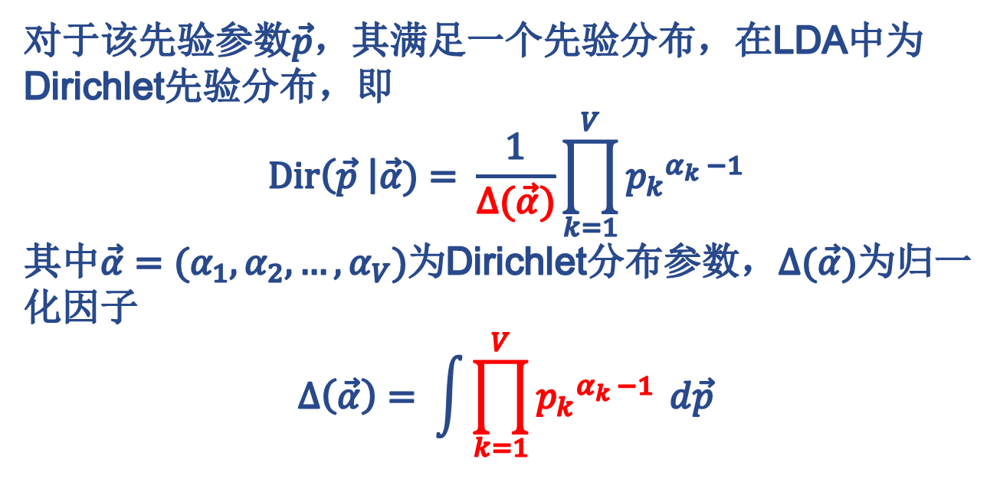 对于该先验参数$\vec{p}$，其满足一个先验分布，在LDA中为
Dirichlet先验分布，即
$\mathrm{Dir}(\vec{p}\,|\vec{\alpha}) = \frac{1}{\Delta(\vec{\alpha})} \prod_{k=1}^{V} p_k^{\alpha_k - 1}$
其中$\vec{\alpha} = (\alpha_1, \alpha_2, \ldots, \alpha_V)$为Dirichlet分布参数，$\Delta(\vec{\alpha})$为归一
化因子
$\Delta(\vec{\alpha}) = \int \prod_{k=1}^{V} p_k^{\alpha_k - 1} \, d\vec{p}$